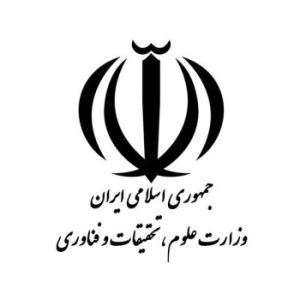 جمهوری اسلامی ایران
وزارت علوم، تحقیقات و فناوری